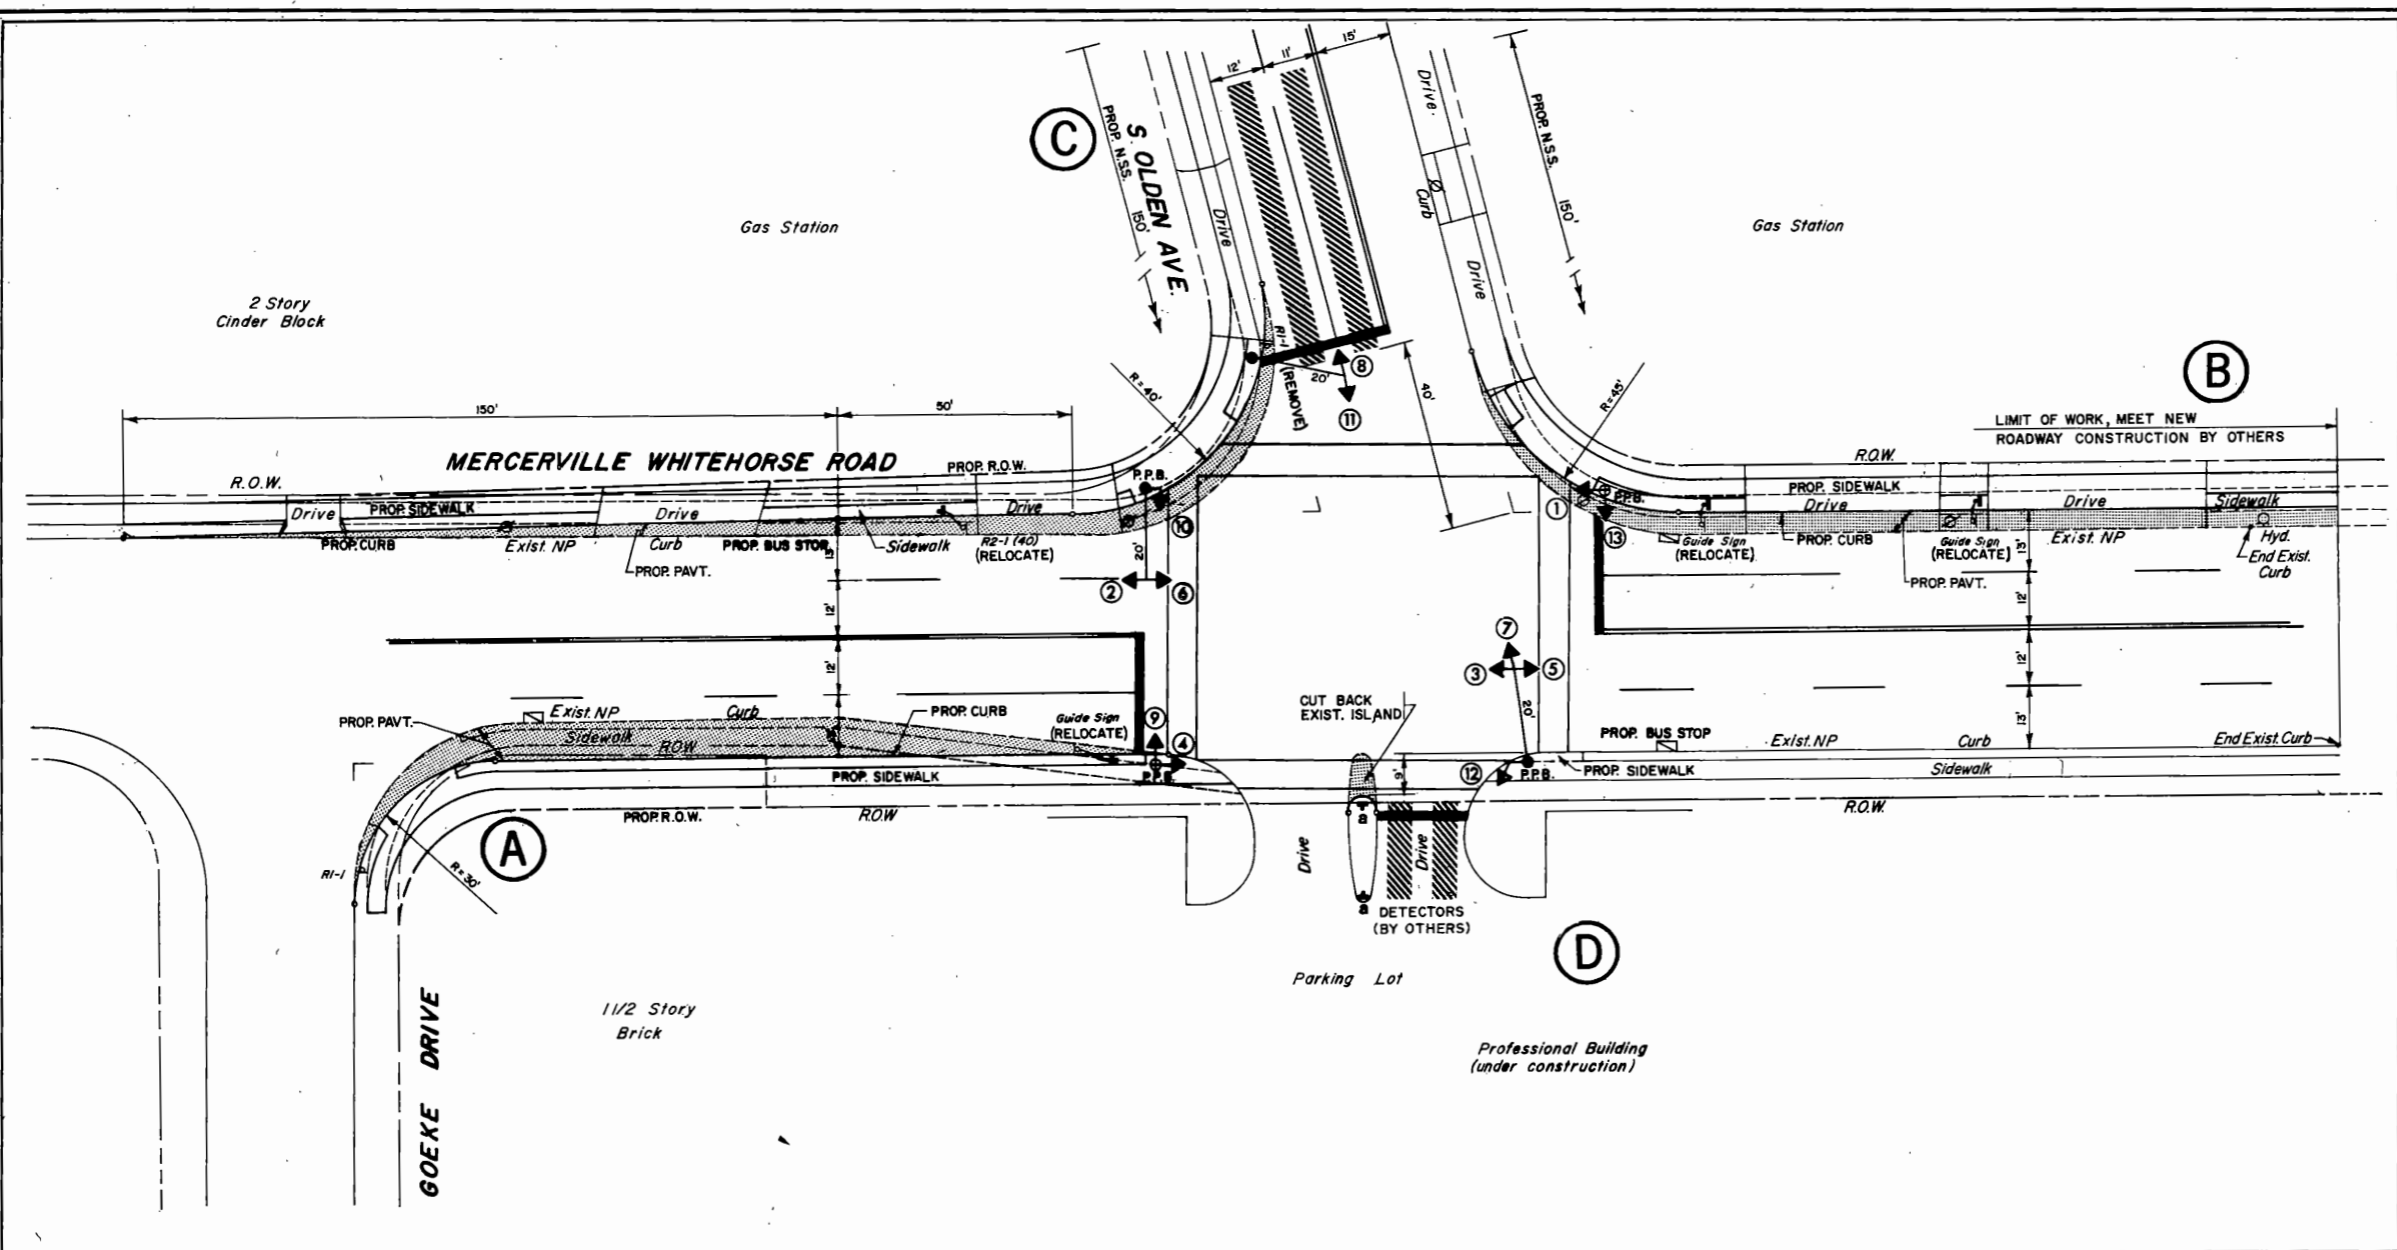 15'
11'
12'
C
PROP. N.S.S. 150'
S. OLDEN AVE.
Drive
Drive
Curb
Drive
PROP. N.S.S. 150'
Gas Station
Gas Station
2 Story
Cinder Block
R1-1
(REMOVE)
20'
8
11
40'
R=40'
R=45'
B
LIMIT OF WORK, MEET NEW
ROADWAY CONSTRUCTION BY OTHERS
150'
50'
MERCERVILLE WHITEHORSE ROAD
PROP. R.O.W.
R.O.W.
R.O.W.
P.P.B.
P.P.B.
PROP. SIDEWALK
Drive
PROP. SIDEWALK
Drive
Drive
Drive
Drive
Sidewalk
10
1
13
PROP. CURB
Exist. NP
Curb
PROP. BUS STOP
Sidewalk
R2-1 (40)
(RELOCATE)
PROP. PAVT.
13'
20'
Guide Sign
(RELOCATE)
PROP. CURB
Guide Sign
(RELOCATE)
Exist. NP
Hyd.
End Exist.
Curb
13'
PROP. PAVT.
2
6
12'
12'
7
3
5
12'
12'
20'
13'
CUT BACK
EXIST. ISLAND
PROP. PAVT.
Exist. NP
Curb
PROP. CURB
Guide Sign
(RELOCATE)
9
4
Sidewalk
R.O.W.
PROP. BUS STOP
Exist. NP
Curb
End Exist. Curb
PROP. SIDEWALK
P.P.B.
9'
12
P.P.B.
PROP. SIDEWALK
Sidewalk
PROP. R.O.W.
R.O.W.
R.O.W.
a
A
R1-1
R=30'
Drive
Drive
a
DETECTORS
(BY OTHERS)
D
Parking Lot
GOEKE DRIVE
1 1/2 Story
Brick
Professional Building
(under construction)